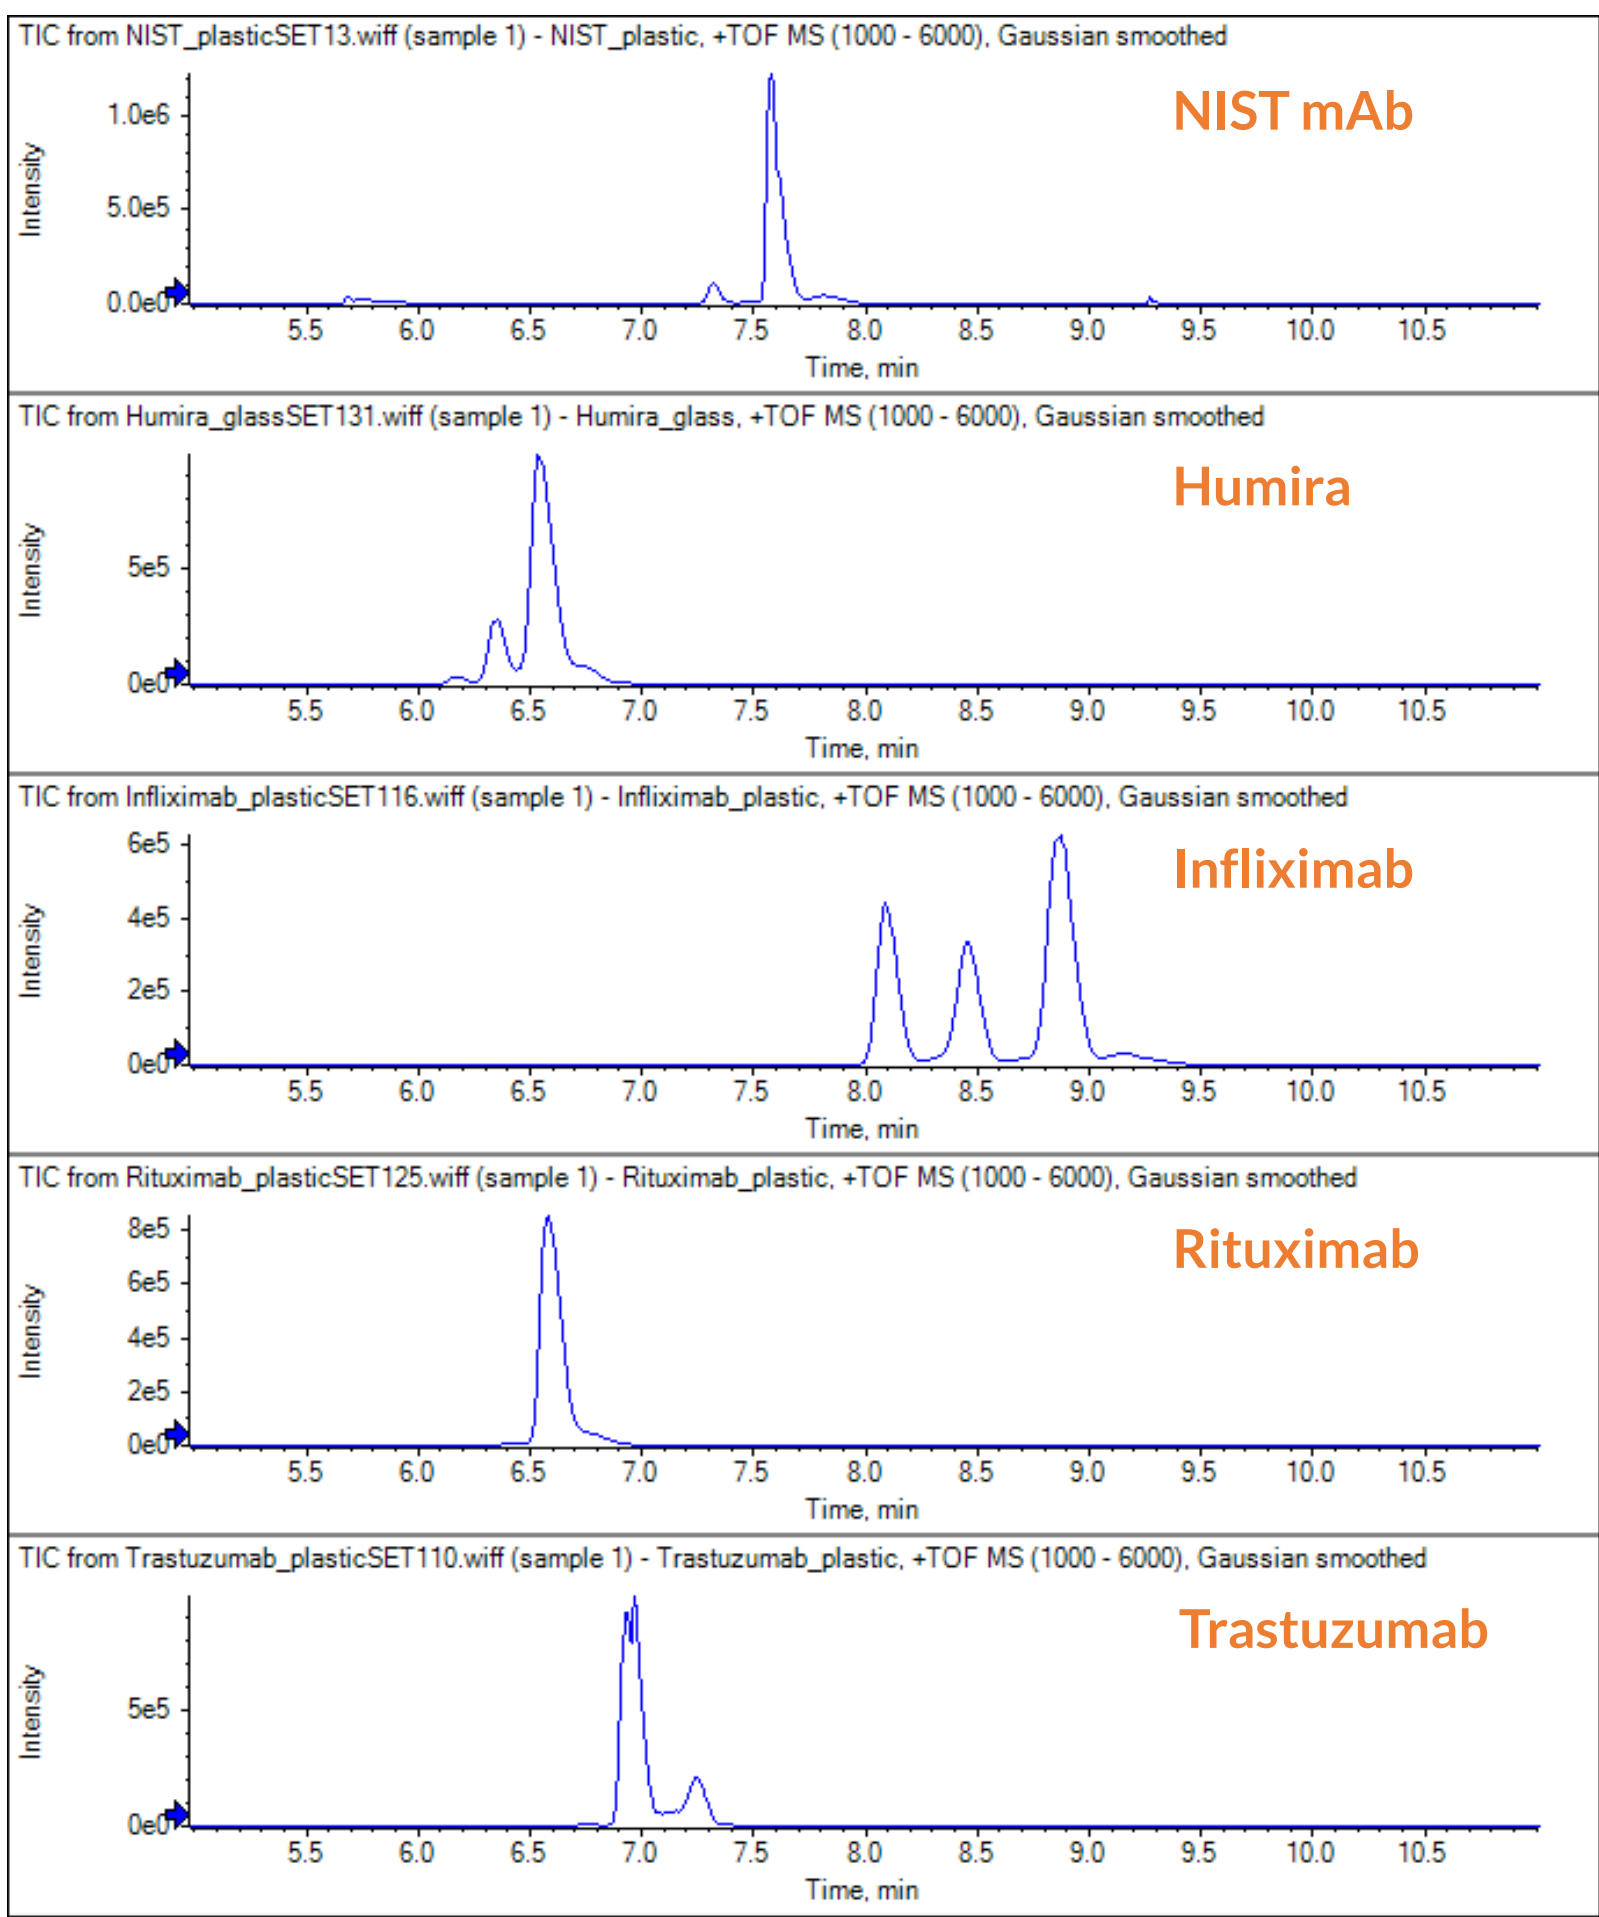 TIC from NIST_plasticSET13.wiff (sample 1) - NIST_plastic, +TOF MS (1000 - 6000), Gaussian smoothed
NIST mAb
Intensity
1.0e6
5.0e5
0.0e0
5.5 6.0 6.5 7.0 7.5 8.0 8.5 9.0 9.5 10.0 10.5
Time, min
TIC from Humira_glassSET131.wiff (sample 1) - Humira_glass, +TOF MS (1000 - 6000), Gaussian smoothed
Humira
Intensity
5e5
0e0
5.5 6.0 6.5 7.0 7.5 8.0 8.5 9.0 9.5 10.0 10.5
Time, min
TIC from Infliximab_plasticSET116.wiff (sample 1) - Infliximab_plastic, +TOF MS (1000 - 6000), Gaussian smoothed
Infliximab
Intensity
6e5
4e5
2e5
0e0
5.5 6.0 6.5 7.0 7.5 8.0 8.5 9.0 9.5 10.0 10.5
Time, min
TIC from Rituximab_plasticSET125.wiff (sample 1) - Rituximab_plastic, +TOF MS (1000 - 6000), Gaussian smoothed
Rituximab
Intensity
8e5
6e5
4e5
2e5
0e0
5.5 6.0 6.5 7.0 7.5 8.0 8.5 9.0 9.5 10.0 10.5
Time, min
TIC from Trastuzumab_plasticSET110.wiff (sample 1) - Trastuzumab_plastic, +TOF MS (1000 - 6000), Gaussian smoothed
Trastuzumab
Intensity
5e5
0e0
5.5 6.0 6.5 7.0 7.5 8.0 8.5 9.0 9.5 10.0 10.5
Time, min